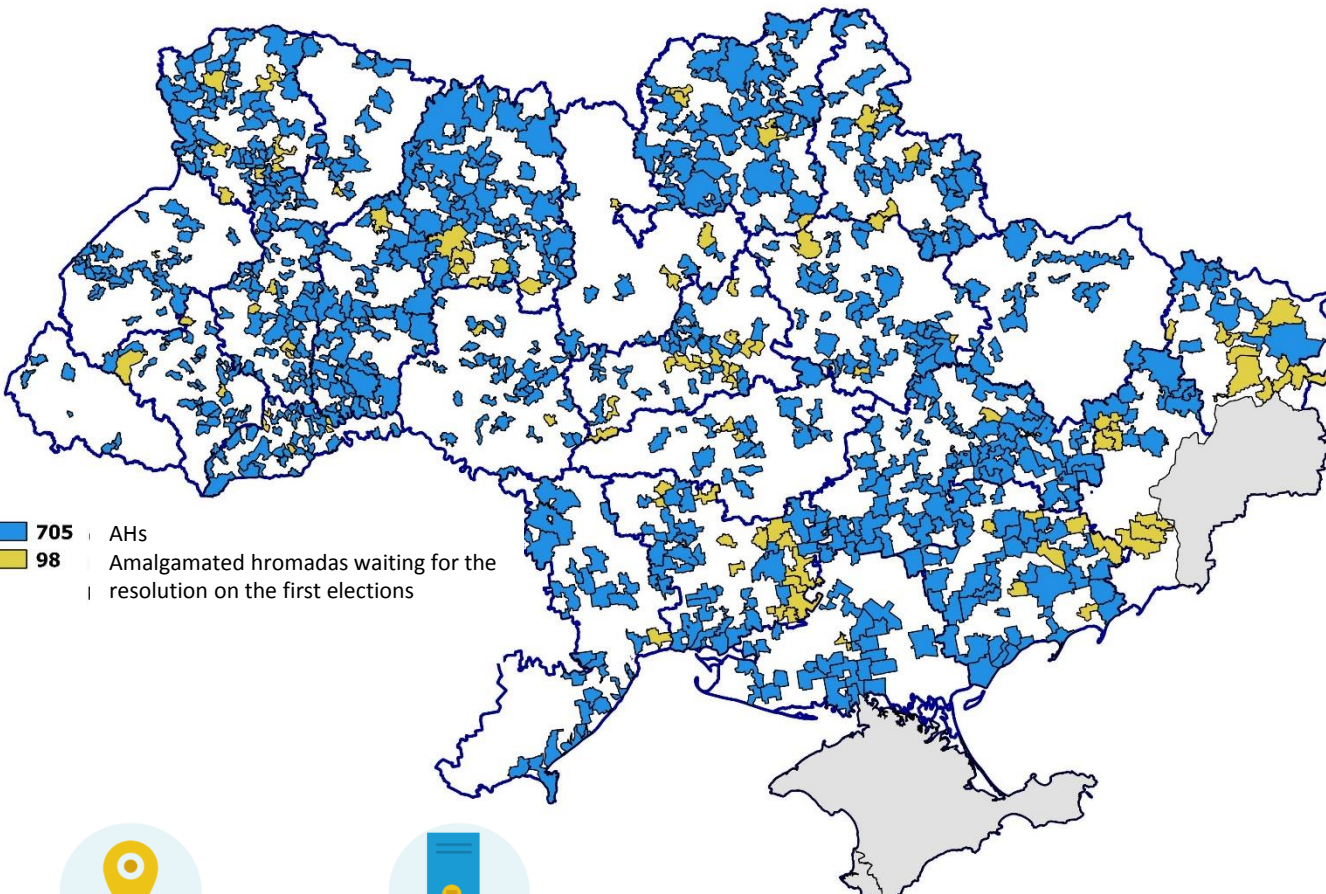 705 AHs
98 Amalgamated hromadas waiting for the
resolution on the first elections